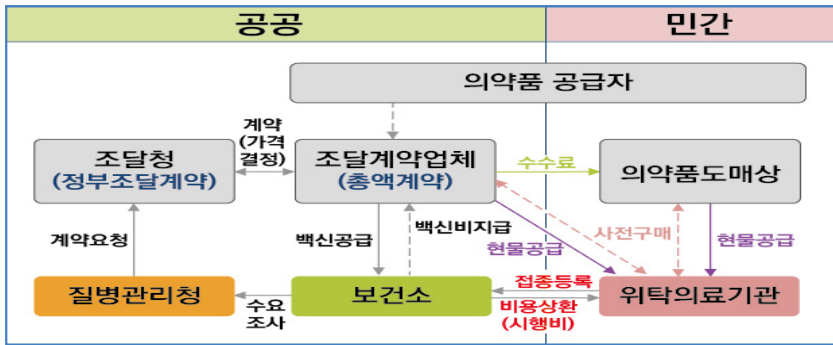 공공
민간
의약품 공급자
조달청
(정부조달계약)
계약
(가격
결정)
조달계약업체
(총액계약)
수수료
의약품도매상
계약요청
백신공급
백신비지급
현물공급
사전구매
현물공급
질병관리청
수요
조사
보건소
접종등록
비용상환
(시행비)
위탁의료기관